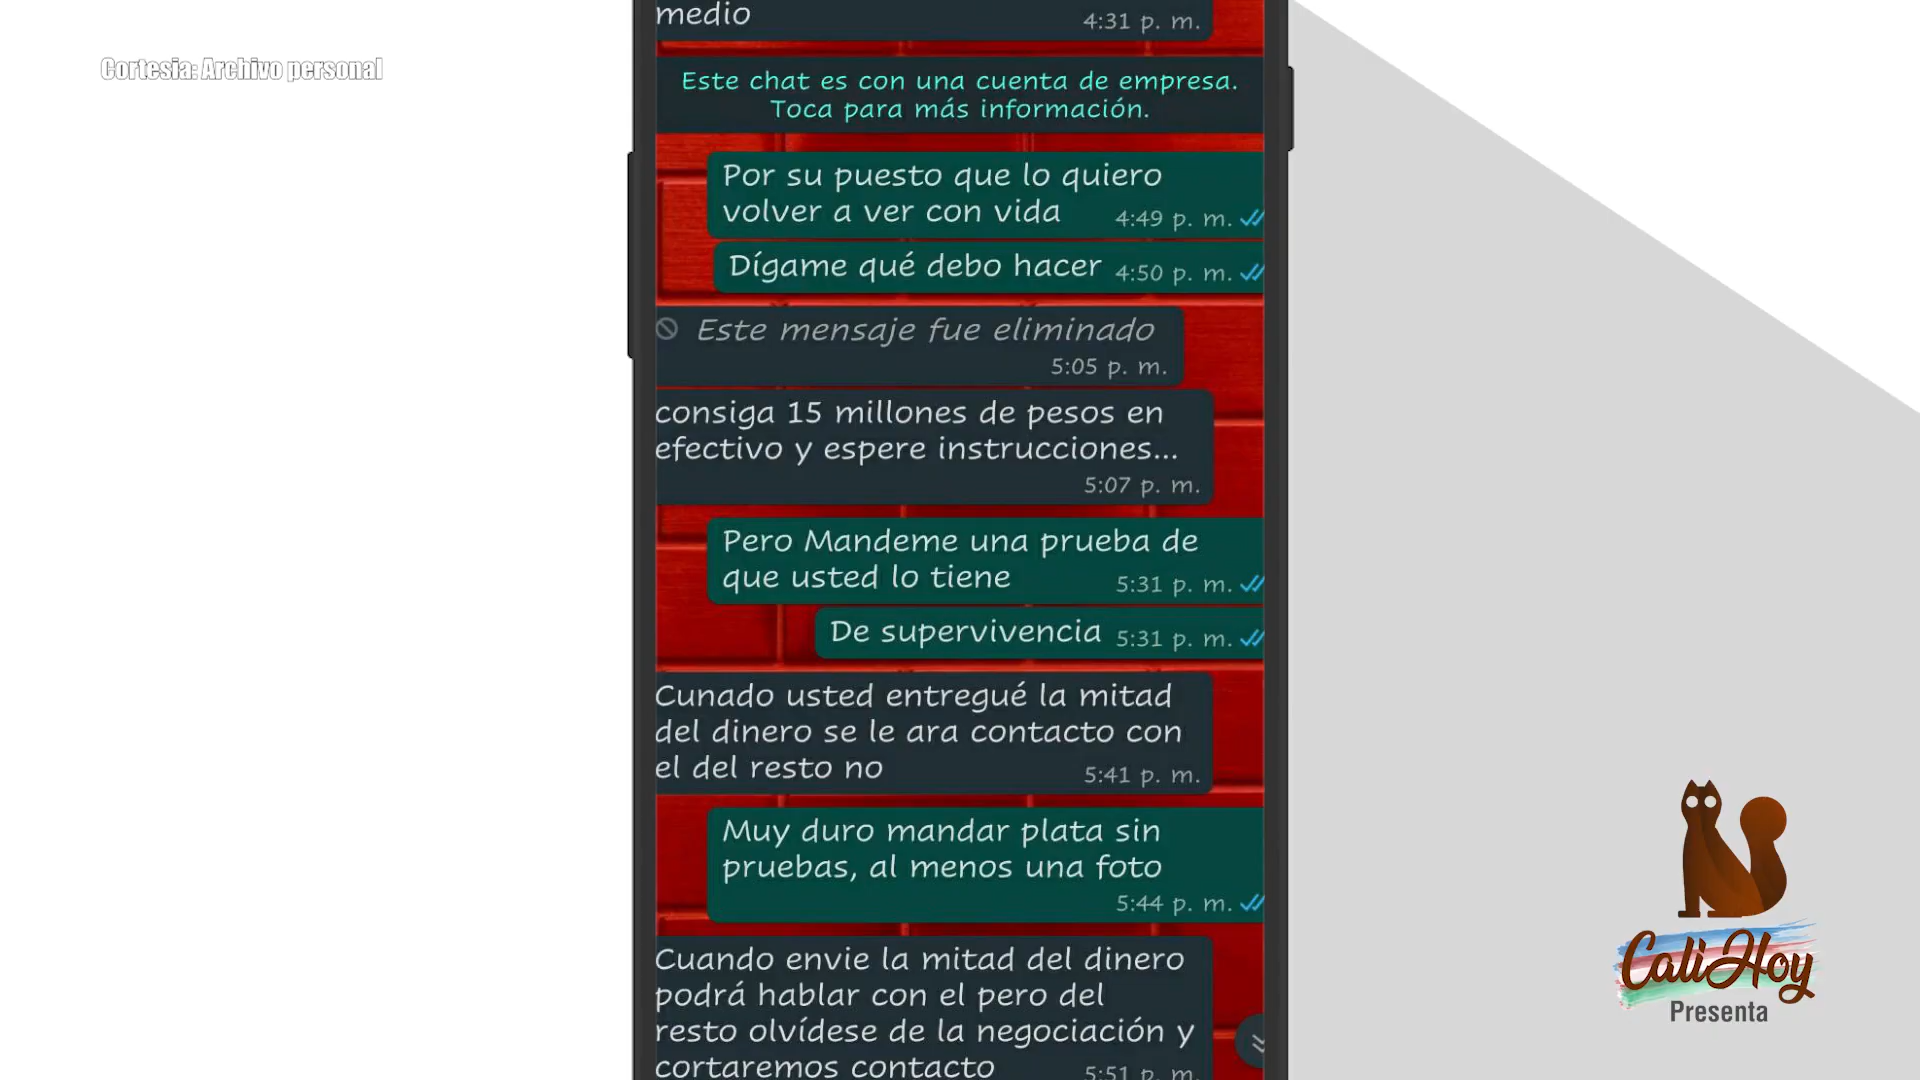 Cortesia: Archivo personal
medio
4:31 p. m.
Este chat es con una cuenta de empresa.
Toca para más información.
Por su puesto que lo quiero
volver a ver con vida 4:49 p. m.
Dígame qué debo hacer 4:50 p. m.
Este mensaje fue eliminado
5:05 p. m.
consiga 15 millones de pesos en
efectivo y espere instrucciones...
5:07 p. m.
Pero Mandeme una prueba de
que usted lo tiene 5:31 p. m.
De supervivencia 5:31 p. m.
Cunado usted entregué la mitad
del dinero se le ara contacto con
el del resto no 5:41 p. m.
Muy duro mandar plata sin
pruebas, al menos una foto
5:44 p. m.
Cuando envie la mitad del dinero
podrá hablar con el pero del
resto olvídese de la negociación y
cortaremos contacto 5:51 p. m.
CaliHoy
Presenta